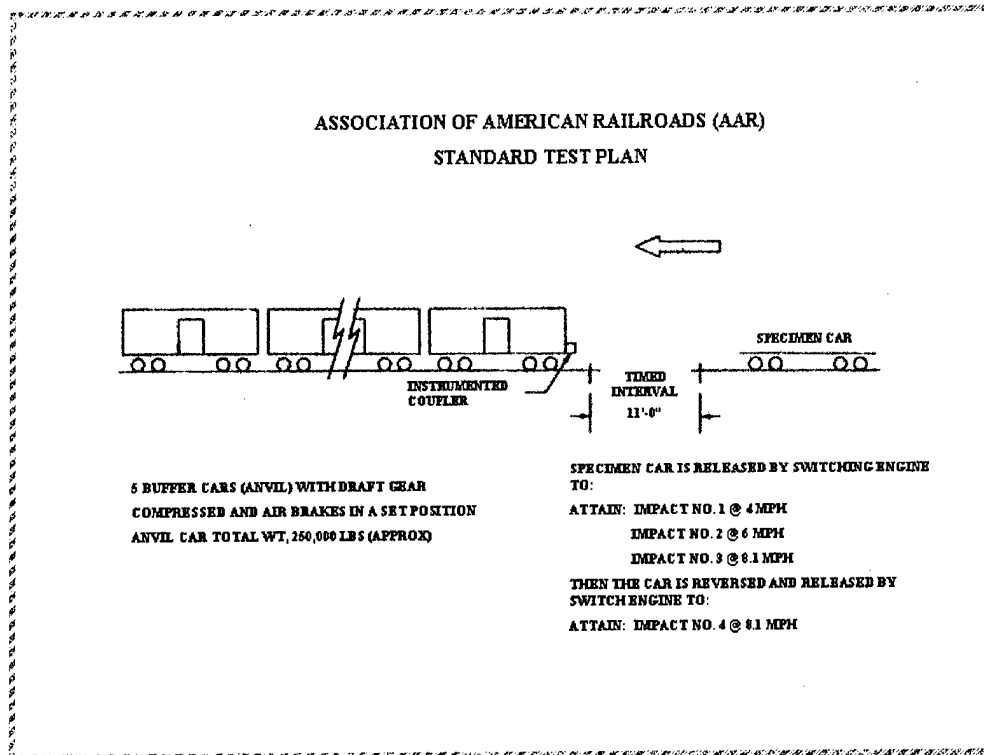 ASSOCIATION OF AMERICAN RAILROADS (AAR)
STANDARD TEST PLAN
SPECIMEN CAR
INSTRUMENTED
COUPLER
TIMED
INTERVAL
11'-0"
5 BUFFER CARS (ANVIL) WITH DRAFT GEAR
COMPRESSED AND AIR BRAKES IN A SET POSITION
ANVIL CAR TOTAL WT, 250,000 LBS (APPROX)
SPECIMEN CAR IS RELEASED BY SWITCHING ENGINE
TO:
ATTAIN: IMPACT NO. 1 @ 4 MPH
IMPACT NO. 2 @ 6 MPH
IMPACT NO. 3 @ 8.1 MPH
THEN THE CAR IS REVERSED AND RELEASED BY
SWITCH ENGINE TO:
ATTAIN: IMPACT NO. 4 @ 8.1 MPH